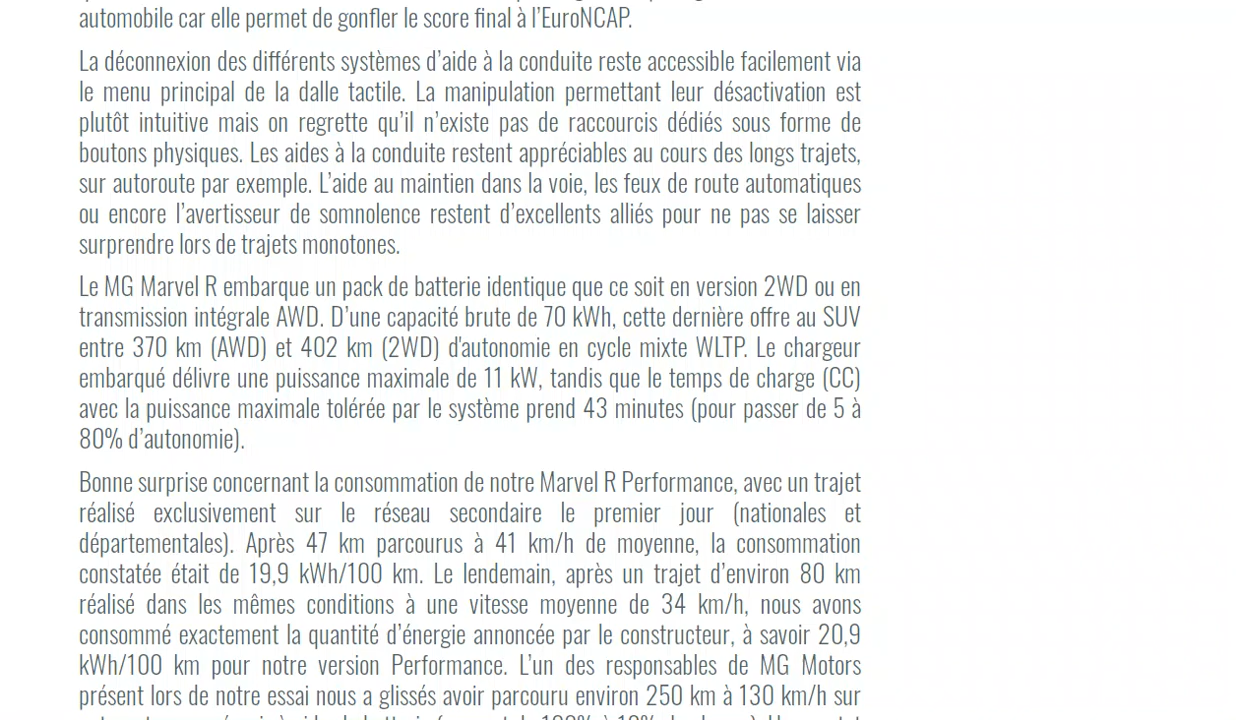 automobile car elle permet de gonfler le score final à l’EuroNCAP.
La déconnexion des différents systèmes d’aide à la conduite reste accessible facilement via
le menu principal de la dalle tactile. La manipulation permettant leur désactivation est
plutôt intuitive mais on regrette qu’il n’existe pas de raccourcis dédiés sous forme de
boutons physiques. Les aides à la conduite restent appréciables au cours des longs trajets,
sur autoroute par exemple. L’aide au maintien dans la voie, les feux de route automatiques
ou encore l’avertisseur de somnolence restent d’excellents alliés pour ne pas se laisser
surprendre lors de trajets monotones.
Le MG Marvel R embarque un pack de batterie identique que ce soit en version 2WD ou en
transmission intégrale AWD. D’une capacité brute de 70 kWh, cette dernière offre au SUV
entre 370 km (AWD) et 402 km (2WD) d'autonomie en cycle mixte WLTP. Le chargeur
embarqué délivre une puissance maximale de 11 kW, tandis que le temps de charge (CC)
avec la puissance maximale tolérée par le système prend 43 minutes (pour passer de 5 à
80% d’autonomie).
Bonne surprise concernant la consommation de notre Marvel R Performance, avec un trajet
réalisé exclusivement sur le réseau secondaire le premier jour (nationales et
départementales). Après 47 km parcourus à 41 km/h de moyenne, la consommation
constatée était de 19,9 kWh/100 km. Le lendemain, après un trajet d’environ 80 km
réalisé dans les mêmes conditions à une vitesse moyenne de 34 km/h, nous avons
consommé exactement la quantité d’énergie annoncée par le constructeur, à savoir 20,9
kWh/100 km pour notre version Performance. L’un des responsables de MG Motors
présent lors de notre essai nous a glissés avoir parcouru environ 250 km à 130 km/h sur